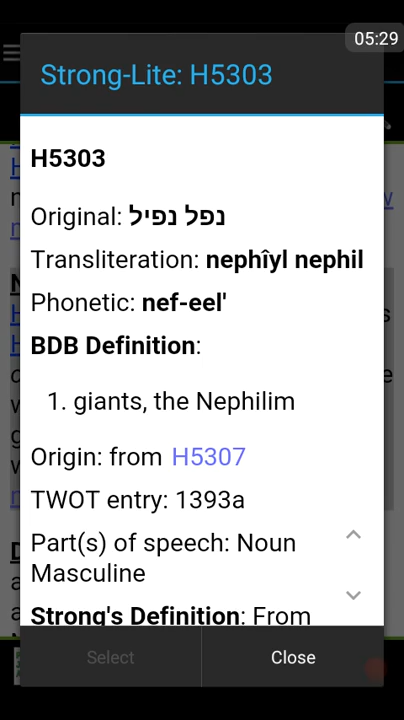 05:29
Strong-Lite: H5303
H5303
Original: נפל נפיל
Transliteration: nephîyl nephil
Phonetic: nef-eel'
BDB Definition:
1. giants, the Nephilim
Origin: from H5307
TWOT entry: 1393a
Part(s) of speech: Noun
Masculine
Strong's Definition: From
Select
Close